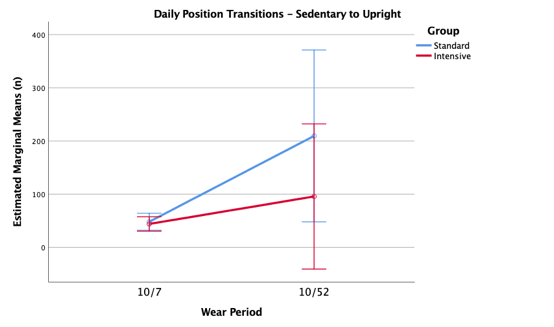 Daily Position Transitions – Sedentary to Upright
Group
Standard
Intensive
Estimated Marginal Means (n)
400
300
200
100
0
10/7
10/52
Wear Period